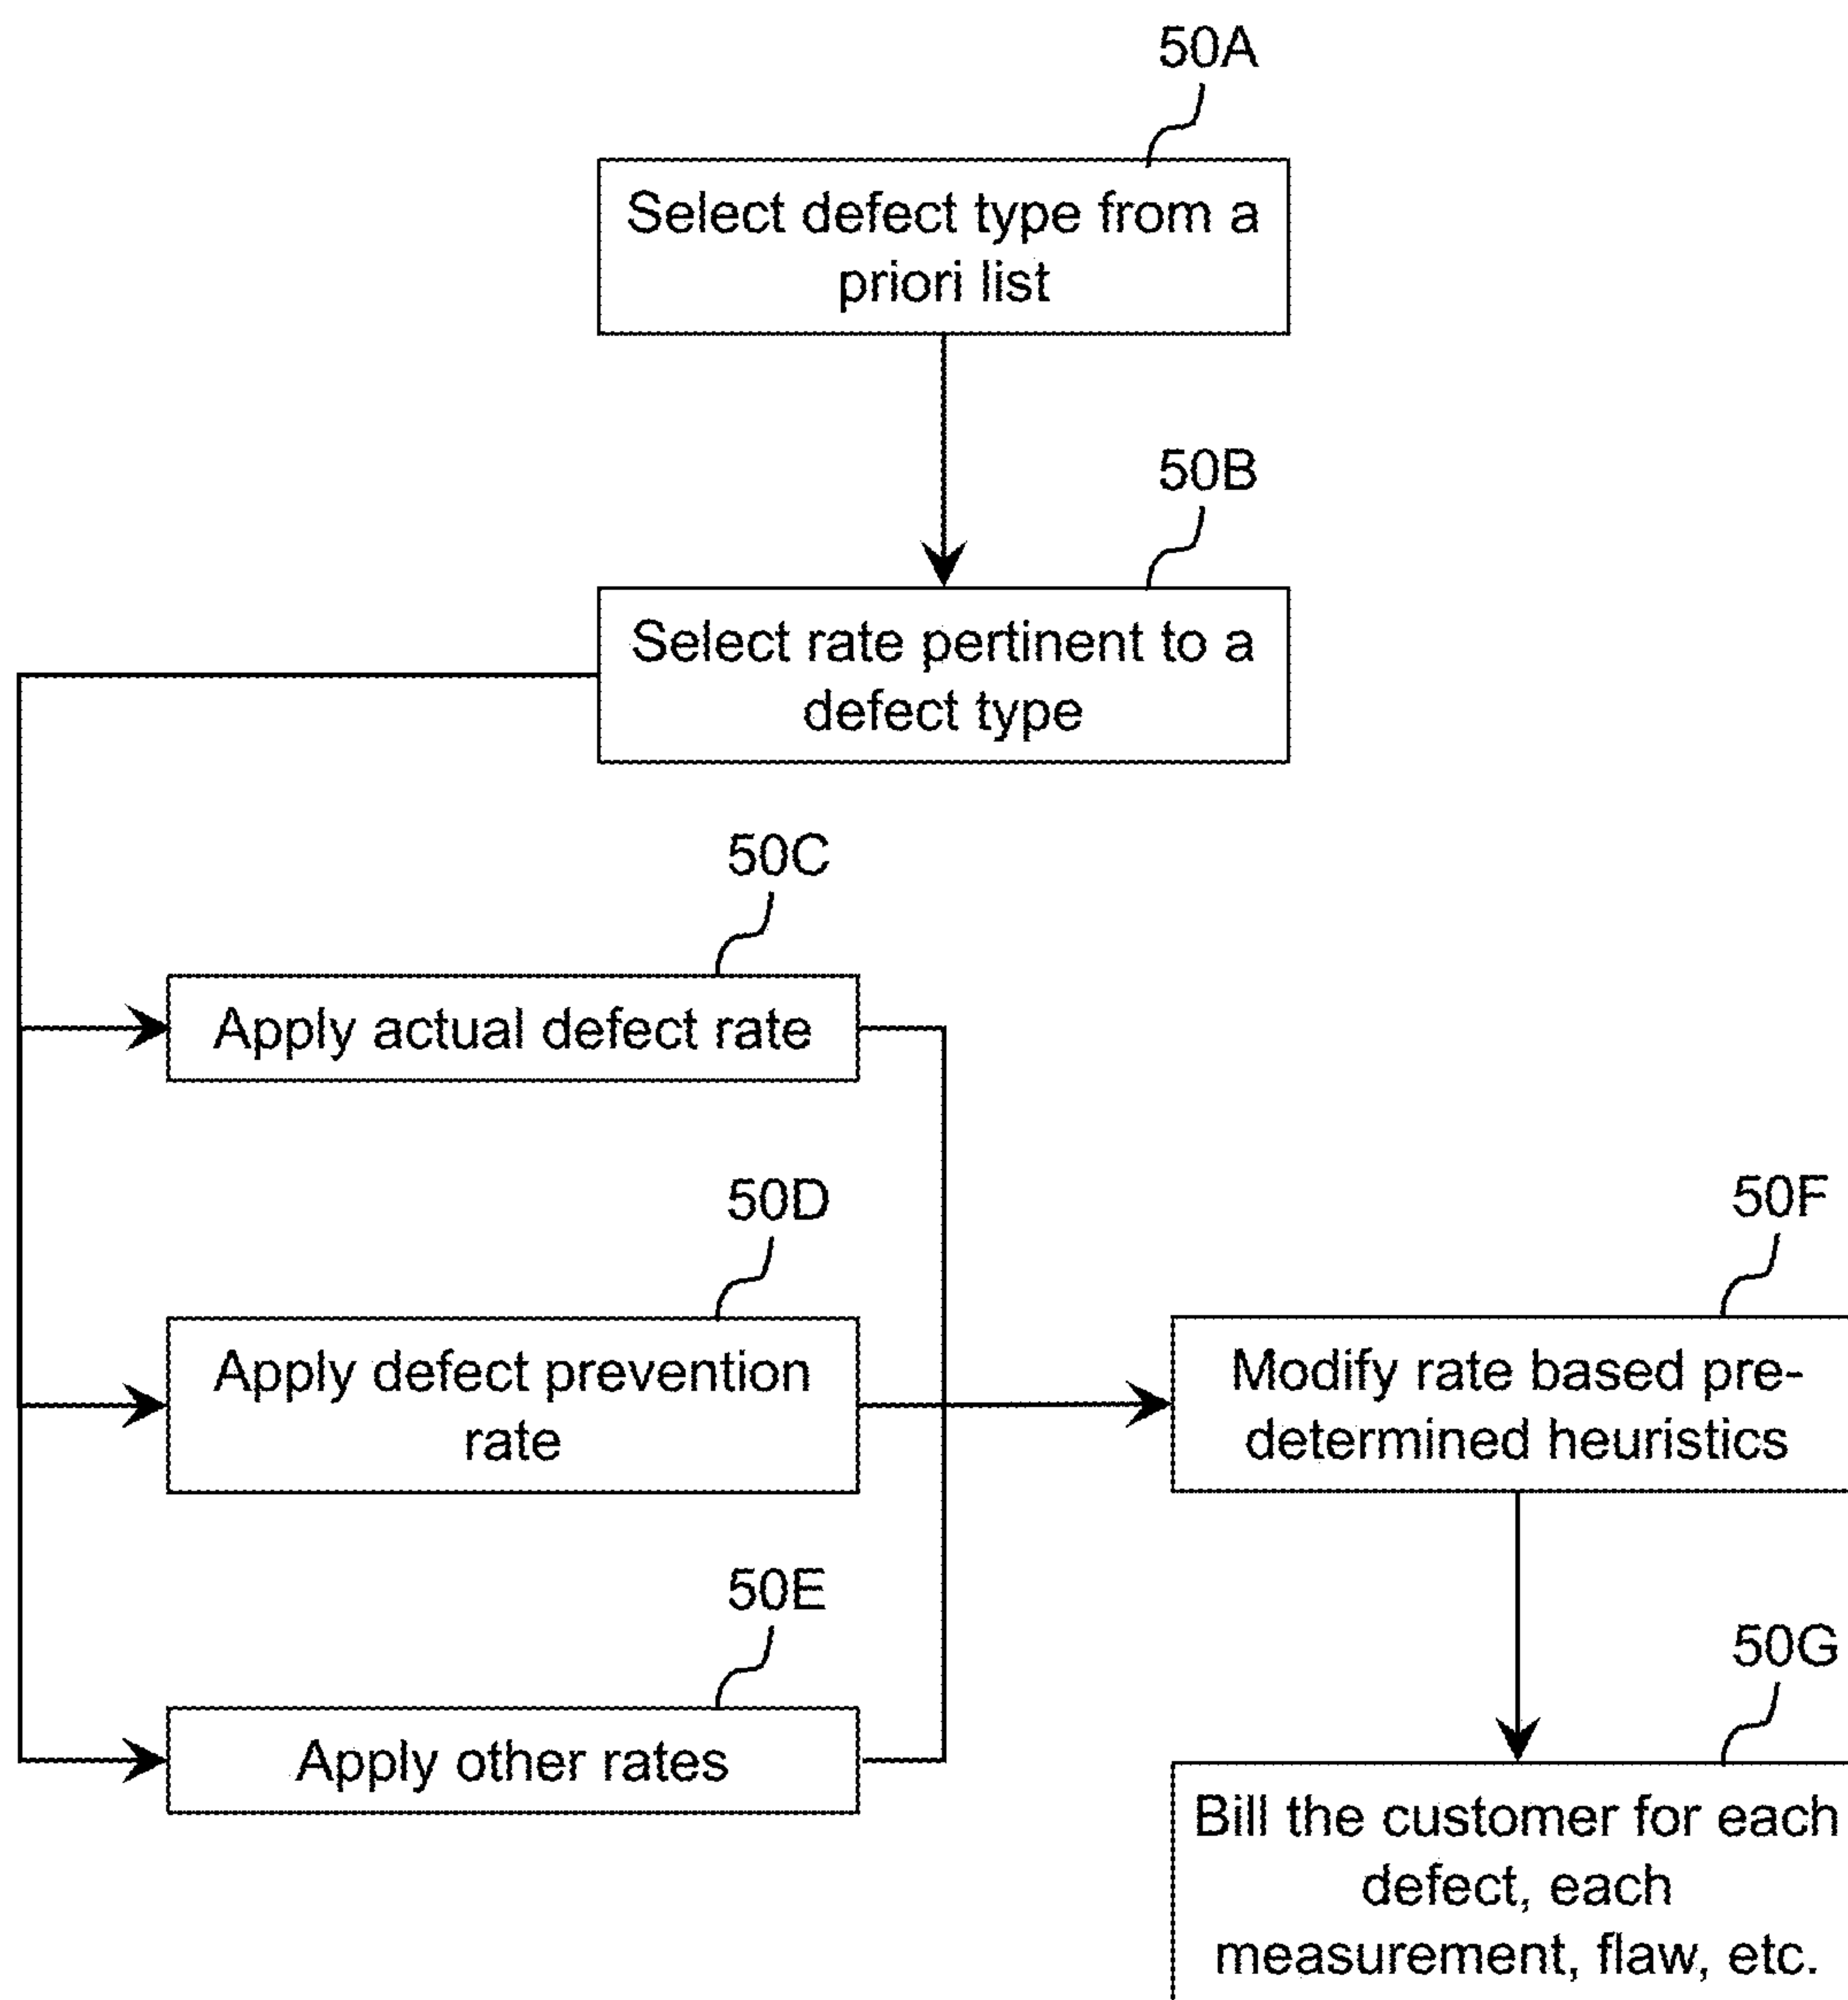 50A
Select defect type from a
priori list
50B
Select rate pertinent to a
defect type
50C
Apply actual defect rate
50D
Apply defect prevention
rate
50E
Apply other rates
50F
Modify rate based pre-
determined heuristics
50G
Bill the customer for each
defect, each
measurement, flaw, etc.